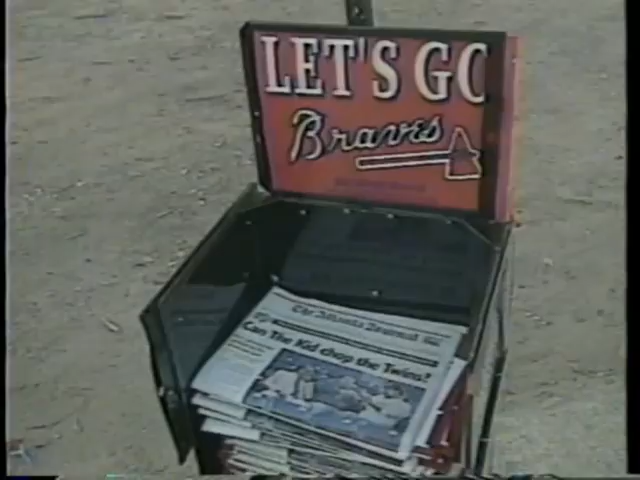 LET'S GO
Braves
The Atlanta Journal
Can The Kid chop the Twins?